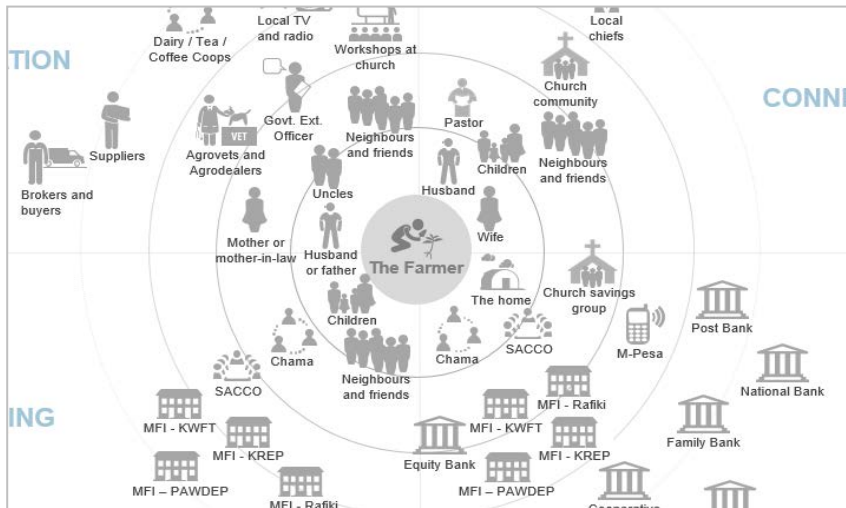 Local TV
and radio
Local
chiefs
Dairy / Tea /
Coffee Coops
Workshops at
church
TION
Church
community
CONNE
Govt. Ext.
Officer
Pastor
Suppliers
Agrovets and
Agrodealers
VET
Neighbours
and friends
Children
Neighbours
and friends
Brokers and
buyers
Uncles
Husband
Mother or
mother-in-law
Husband
or father
Wife
The Farmer
The home
Church savings
group
Children
Post Bank
Chama
Chama
SACCO
M-Pesa
Neighbours
and friends
SACCO
National Bank
MFI - KWFT
MFI - Rafiki
ING
MFI - KREP
MFI - KWFT
MFI - KREP
Family Bank
Equity Bank
MFI – PAWDEP
MFI – PAWDEP
MFI - Rafiki
Cooperative